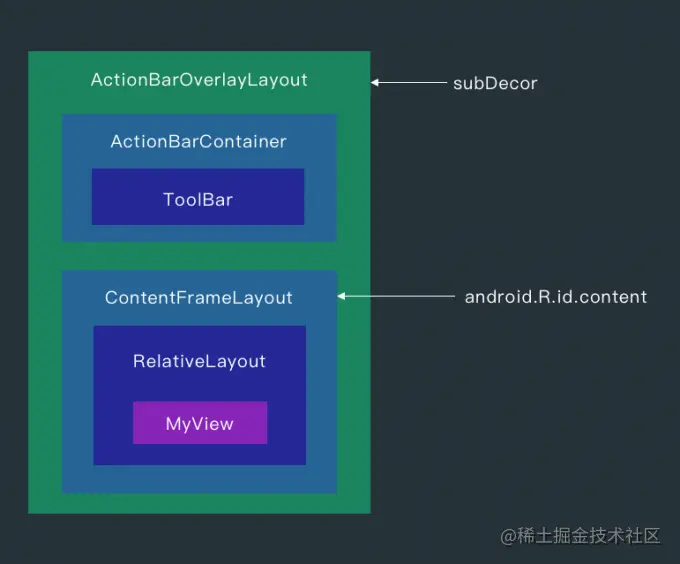 ActionBarOverlayLayout
subDecor
ActionBarContainer
ToolBar
ContentFrameLayout
android.R.id.content
RelativeLayout
MyView
@稀土掘金技术社区